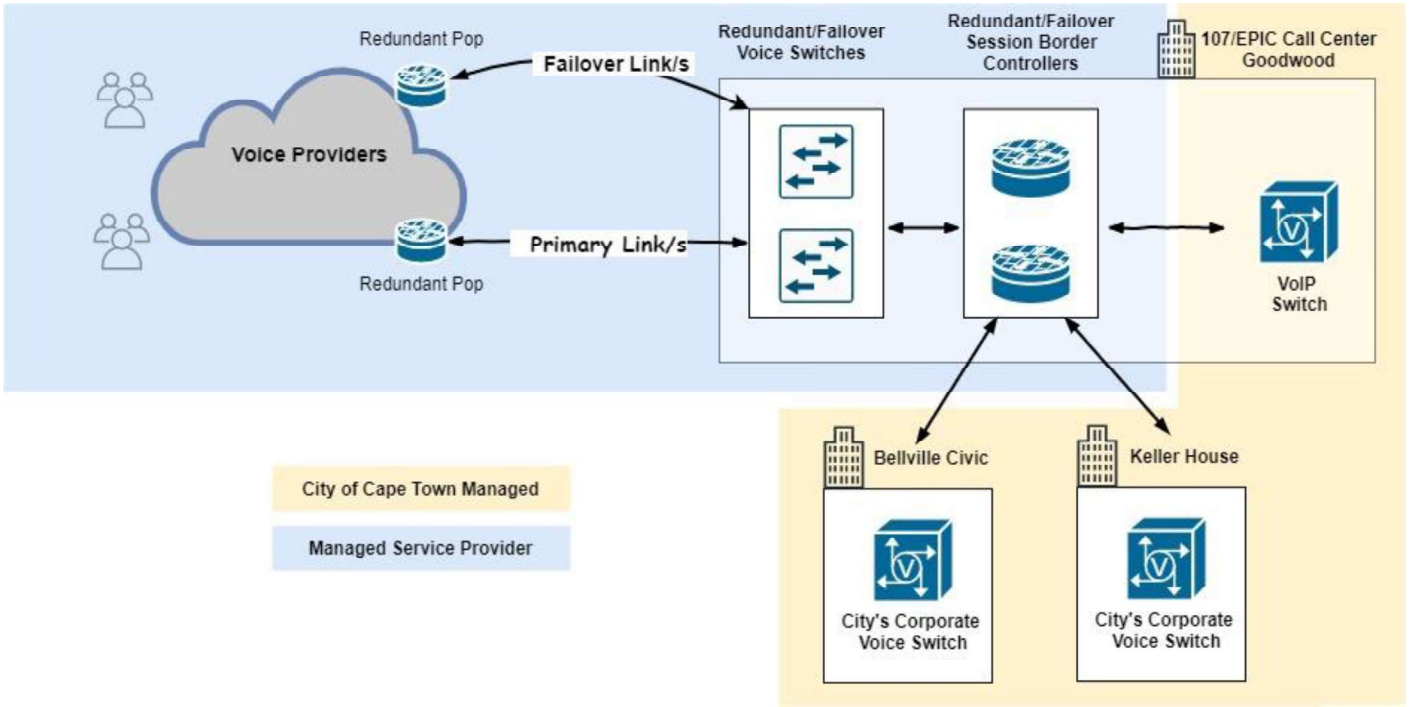 Redundant Pop
Voice Providers
Redundant Pop
Failover Link/s
Primary Link/s
Redundant/Failover
Voice Switches
Redundant/Failover
Session Border
Controllers
107/EPIC Call Center
Goodwood
V
VoIP
Switch
Bellville Civic
V
City's Corporate
Voice Switch
Keller House
V
City's Corporate
Voice Switch
City of Cape Town Managed
Managed Service Provider